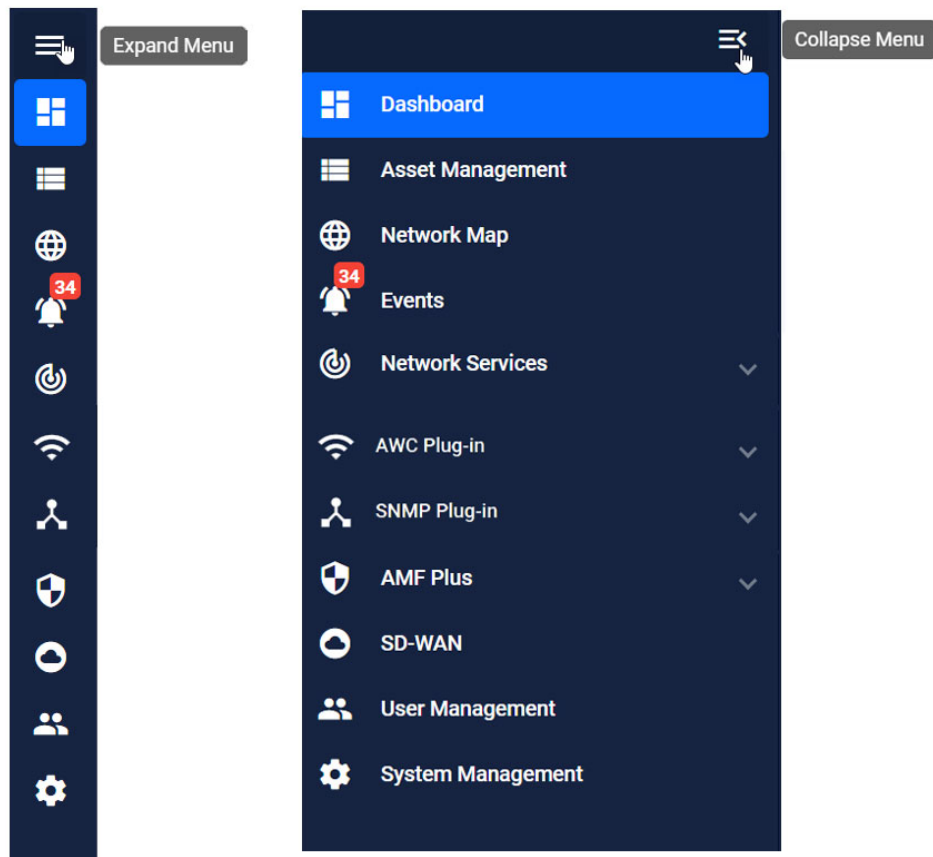 Expand Menu
34
Collapse Menu
Dashboard
Asset Management
Network Map
34
Events
Network Services
AWC Plug-in
SNMP Plug-in
AMF Plus
SD-WAN
User Management
System Management